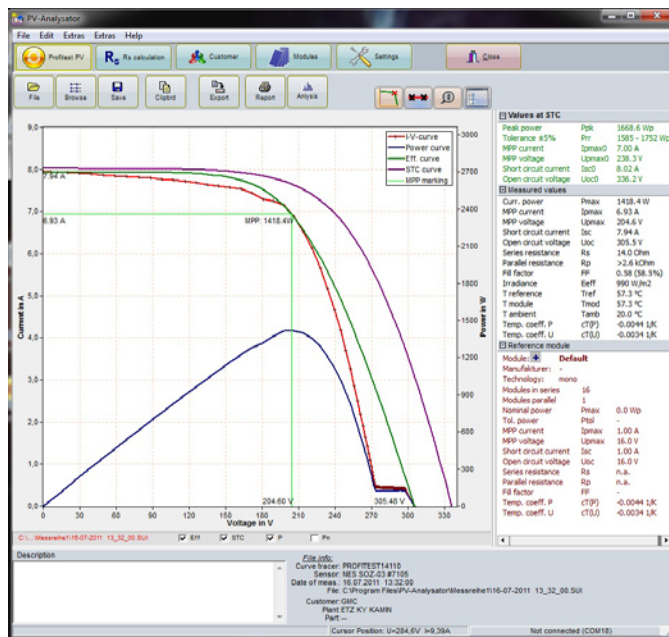 PV-Analysator
File Edit Extras Extras Help
Profitest PV
Rs Rs calculation
Customer
Modules
Settings
Close
File
Browse
Save
Clipbrd
Export
Report
Anlysis
9,0
8,0
7,0
6,0
5,0
4,0
3,0
2,0
1,0
0,0
Current in A
7.94 A
6.93 A
MPP: 1418.4W
I-V-curve
Power curve
Eff. curve
STC curve
MPP marking
3000
2700
2400
2100
1800
1500
1200
900
600
300
0
Power in W
204.60 V
305.48 V
0 30 60 90 120 150 180 210 240 270 300 330
Voltage in V
C:\...\Messreihe1\16-07-2011 13_32_00.SUI
Eff
STC
P
Pn
Values at STC
Peak power Ppk 1668.6 Wp
Tolerance ±5% Prr 1585 - 1752 Wp
MPP current Ipmax0 7.00 A
MPP voltage Upmax0 238.3 V
Short circuit current Isc0 8.02 A
Open circuit voltage Uoc0 336.2 V
Measured values
Curr. power Pmax 1418.4 W
MPP current Ipmax 6.93 A
MPP voltage Upmax 204.6 V
Short circuit current Isc 7.94 A
Open circuit voltage Uoc 305.5 V
Series resistance Rs 14.0 Ohm
Parallel resistance Rp >2.6 kOhm
Fill factor FF 0.58 (58.5%)
Irradiance Eeff 990 W/m2
T reference Tref 57.3 °C
T module Tmod 57.3 °C
T ambient Tamb 20.0 °C
Temp. coeff. P cT(P) -0.0044 1/K
Temp. coeff. U cT(U) -0.0034 1/K
Reference module
Module: Default
Manufakturer: -
Technology: mono
Modules in series 16
Modules parallel 1
Nominal power Pmax 0.0 Wp
Tol. power Ptol -
MPP current Ipmax 1.00 A
MPP voltage Upmax 16.0 V
Short circuit current Isc 1.00 A
Open circuit voltage Uoc 16.0 V
Series resistance Rs n.a.
Parallel resistance Rp n.a.
Fill factor FF -
Temp. coeff. P cT(P) -0.0044 1/K
Temp. coeff. U cT(U) -0.0034 1/K
Description
File info:
Curve tracer: PROFITEST14110
Sensor: NES SOZ-03 #7105
Date of meas.: 16.07.2011 13:32:00
File: C:\Program Files\PV-Analysator\Messreihe1\16-07-2011 13_32_00.SUI
Customer: GMC
Plant: ETZ KY KAMIN
Part: --
Cursor Position: U=284,6V I=9,39A
Not connected (COM18)